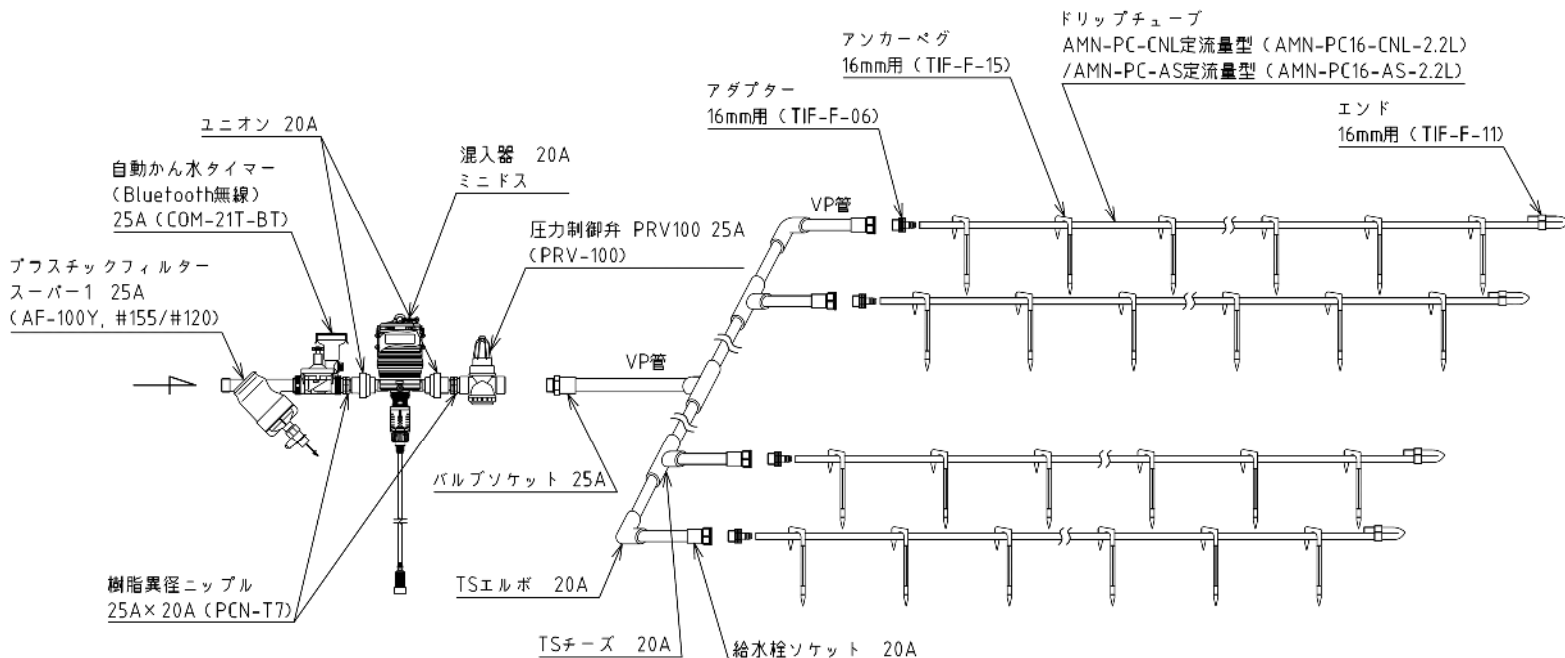 ドリップチューブ
AMN-PC-CNL定流量型（AMN-PC16-CNL-2.2L）
/AMN-PC-AS定流量型（AMN-PC16-AS-2.2L）
アンカーペグ
16mm用（TIF-F-15）
アダプター
16mm用（TIF-F-06）
エンド
16mm用（TIF-F-11）
ユニオン 20A
混入器 20A
ミニドス
自動かん水タイマー
（Bluetooth無線）
25A（COM-21T-BT）
圧力制御弁 PRV100 25A
（PRV-100）
プラスチックフィルター
スーパー1 25A
（AF-100Y, #155/#120）
VP管
VP管
バルブソケット 25A
樹脂異径ニップル
25A×20A（PCN-T7）
TSエルボ 20A
TSチーズ 20A
給水栓ソケット 20A